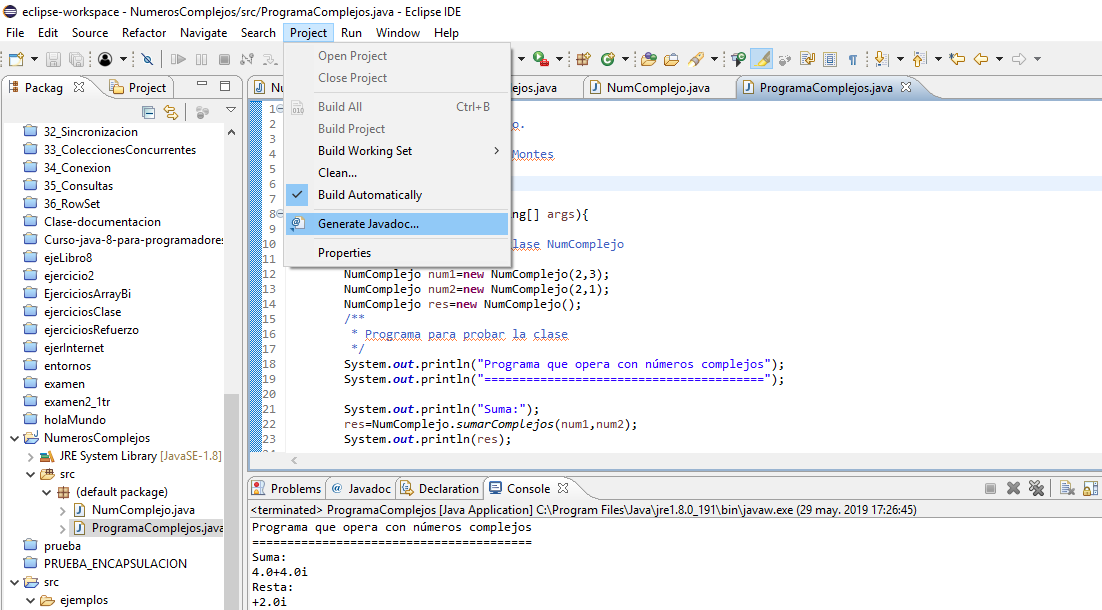 eclipse-workspace - NumerosComplejos/src/ProgramaComplejos.java - Eclipse IDE
File Edit Source Refactor Navigate Search Project Run Window Help
Open Project
Close Project
Build All Ctrl+B
Build Project
Build Working Set
Clean...
Build Automatically
Generate Javadoc...
Properties
Packag Project
32_Sincronizacion
33_ColeccionesConcurrentes
34_Conexion
35_Consultas
36_RowSet
Clase-documentacion
Curso-java-8-para-programadores
ejeLibro8
ejercicio2
EjerciciosArrayBi
ejerciciosClase
ejerciciosRefuerzo
ejerInternet
entornos
examen
examen2_1tr
holaMundo
NumerosComplejos
JRE System Library [JavaSE-1.8]
src
(default package)
NumComplejo.java
ProgramaComplejos.java
prueba
PRUEBA_ENCAPSULACION
src
ejemplos
Nu ejos.java NumComplejo.java ProgramaComplejos.java
1
2 o.
3
4 Montes
5
6
7
8 ng[] args){
9
10 lase NumComplejo
11
12 NumComplejo num1=new NumComplejo(2,3);
13 NumComplejo num2=new NumComplejo(2,1);
14 NumComplejo res=new NumComplejo();
15 /**
16 * Programa para probar la clase
17 */
18 System.out.println("Programa que opera con números complejos");
19 System.out.println("========================================");
20
21 System.out.println("Suma:");
22 res=NumComplejo.sumarComplejos(num1,num2);
23 System.out.println(res);
Problems @ Javadoc Declaration Console
<terminated> ProgramaComplejos [Java Application] C:\Program Files\Java\jre1.8.0_191\bin\javaw.exe (29 may. 2019 17:26:45)
Programa que opera con números complejos
========================================
Suma:
4.0+4.0i
Resta:
+2.0i